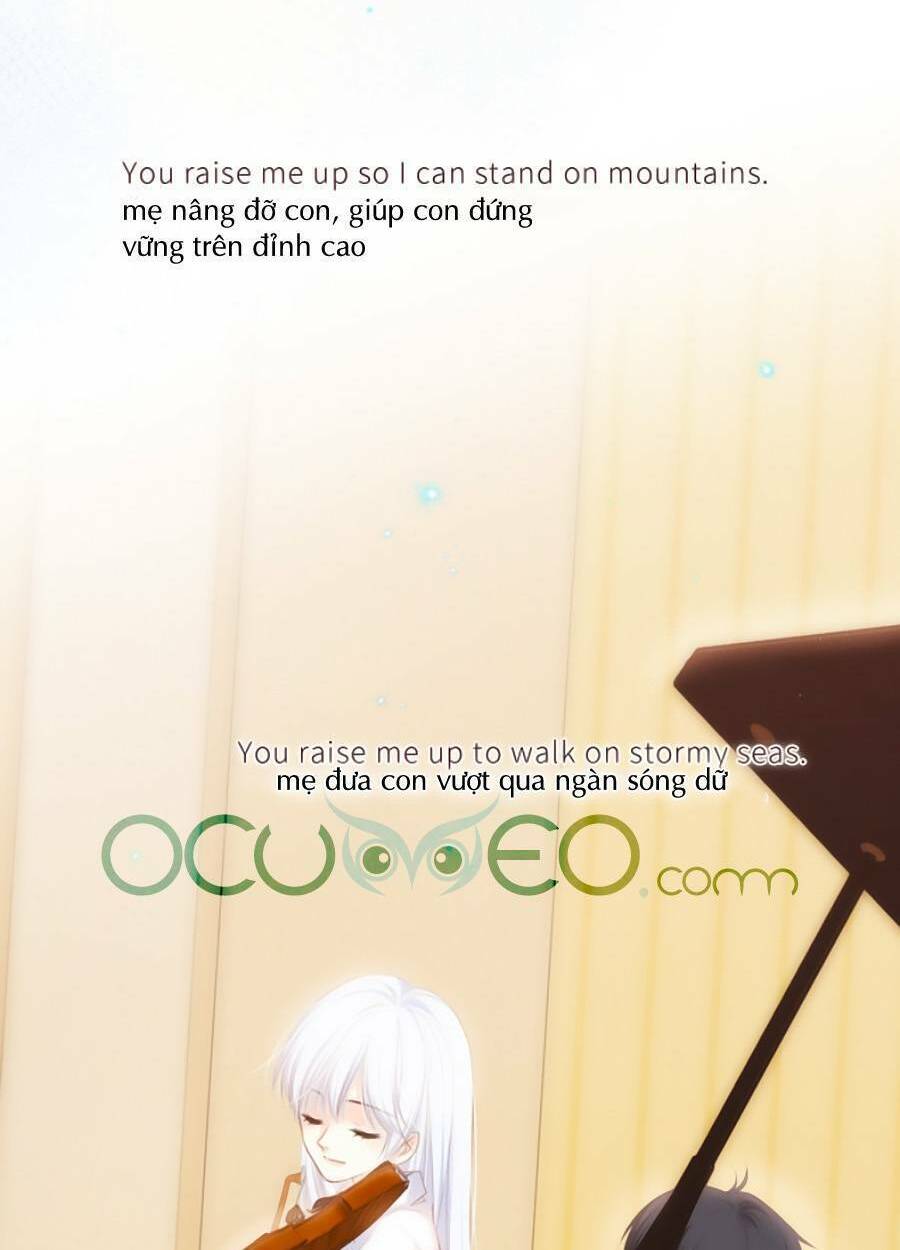 You raise me up so I can stand on mountains.
mẹ nâng đỡ con, giúp con đứng
vững trên đỉnh cao
You raise me up to walk on stormy seas.
mẹ đưa con vượt qua ngàn sóng dữ
OCUMEO.com